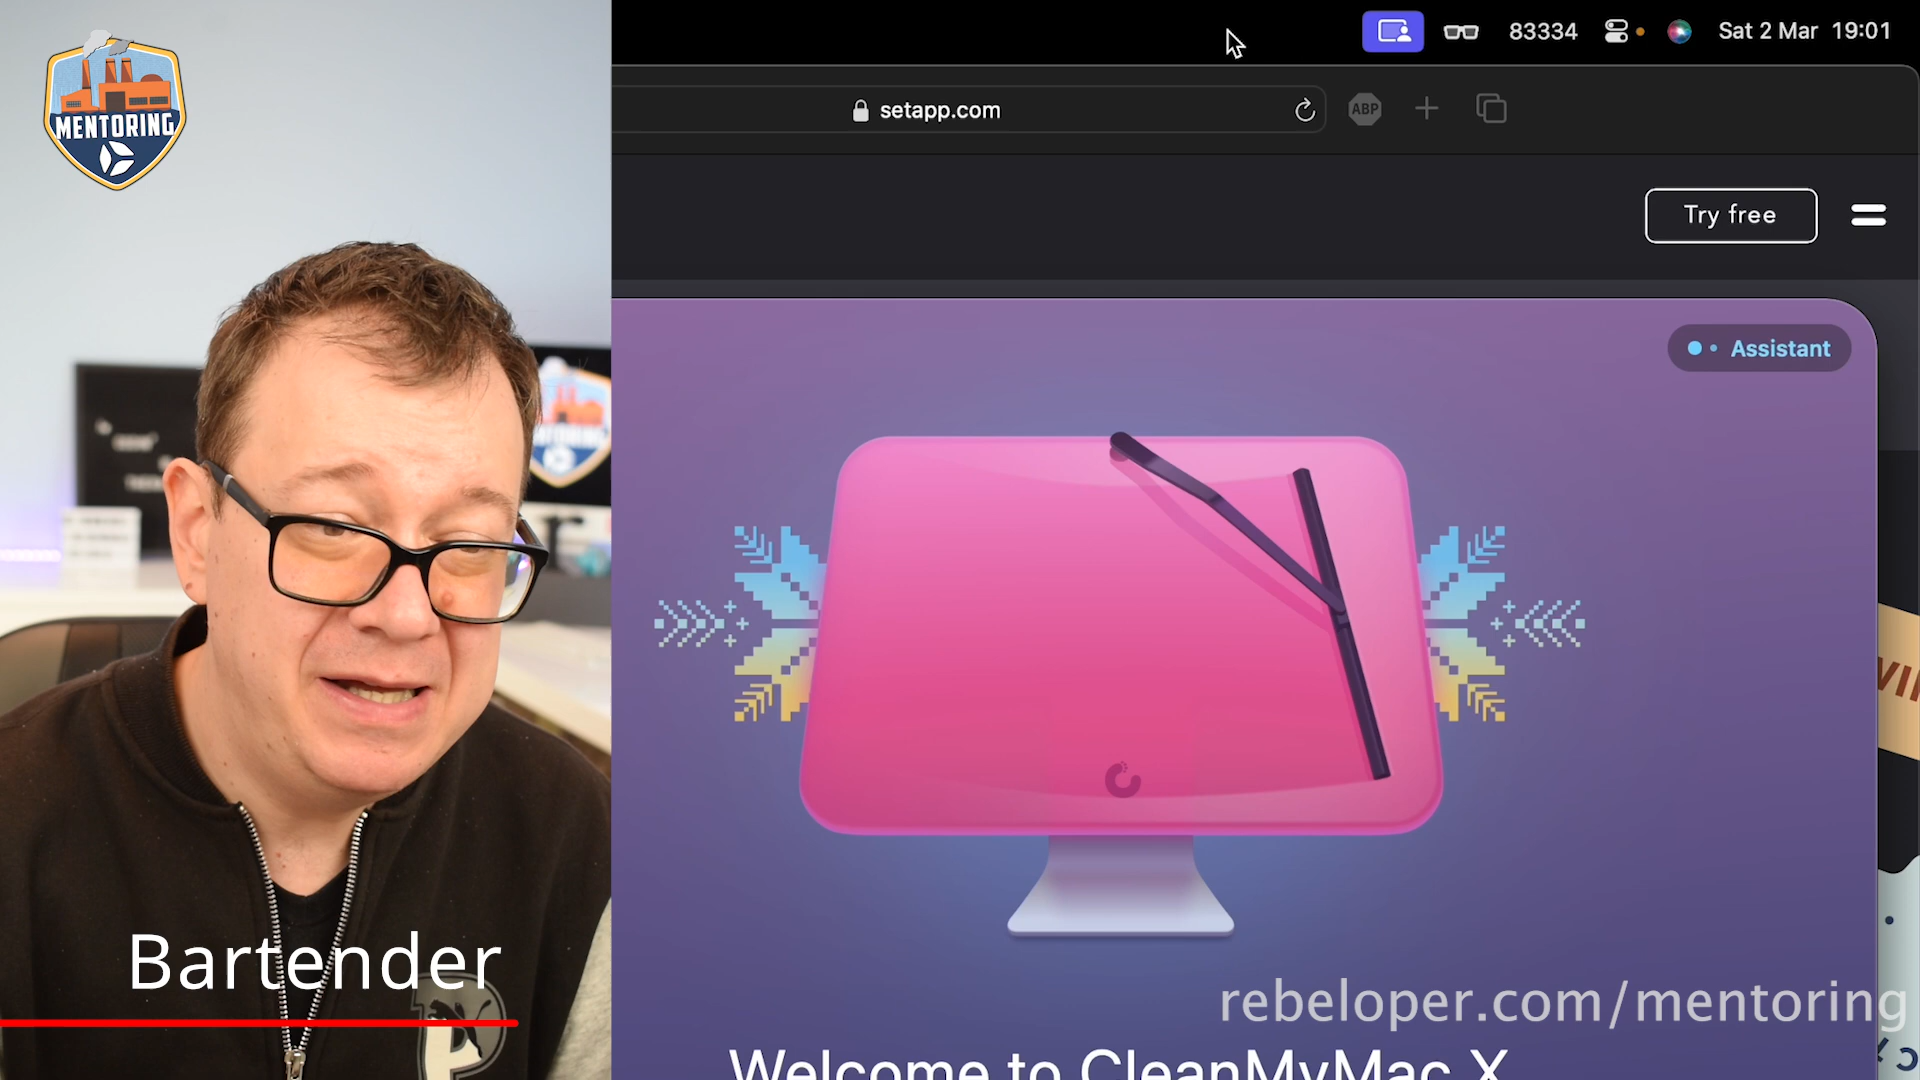 MENTORING
83334
Sat 2 Mar 19:01
setapp.com
ABP
Try free
Assistant
Bartender
P
rebeloper.com/mentoring
Welcome to CleanMyMac X